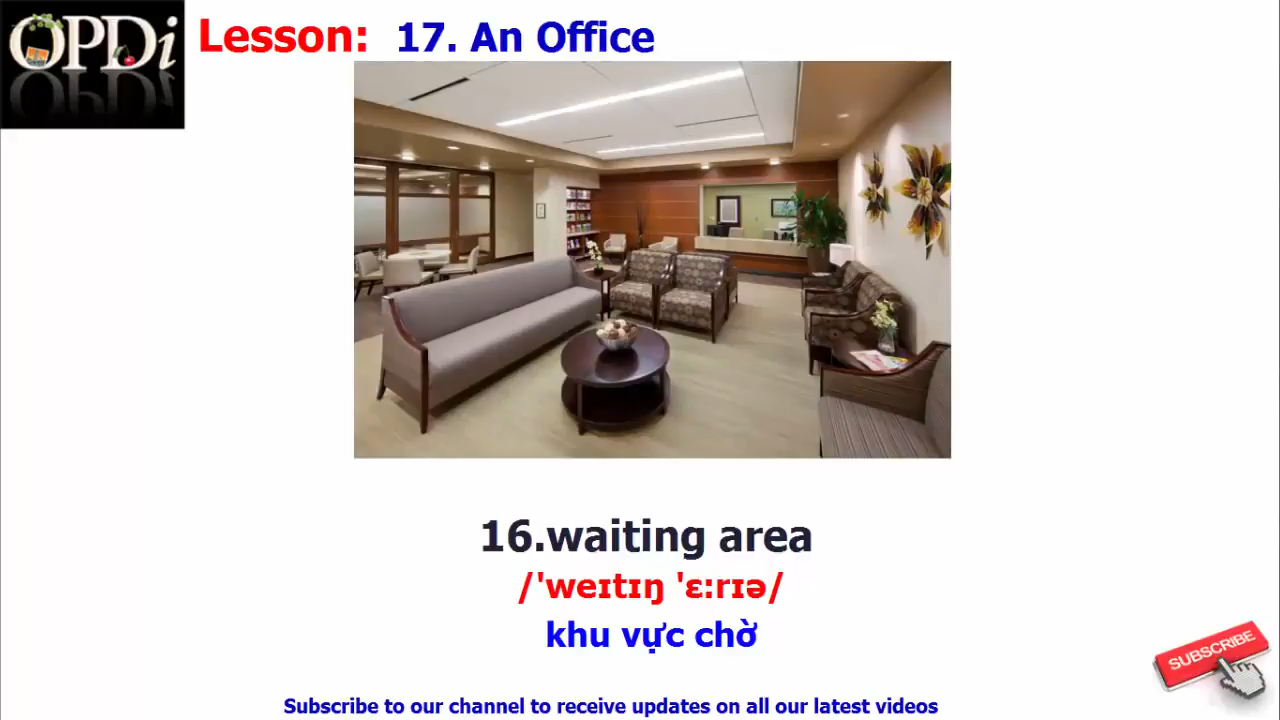 OPDi
Lesson: 17. An Office
16.waiting area
/'weɪtɪŋ 'ɛ:rɪə/
khu vực chờ
SUBSCRIBE
Subscribe to our channel to receive updates on all our latest videos